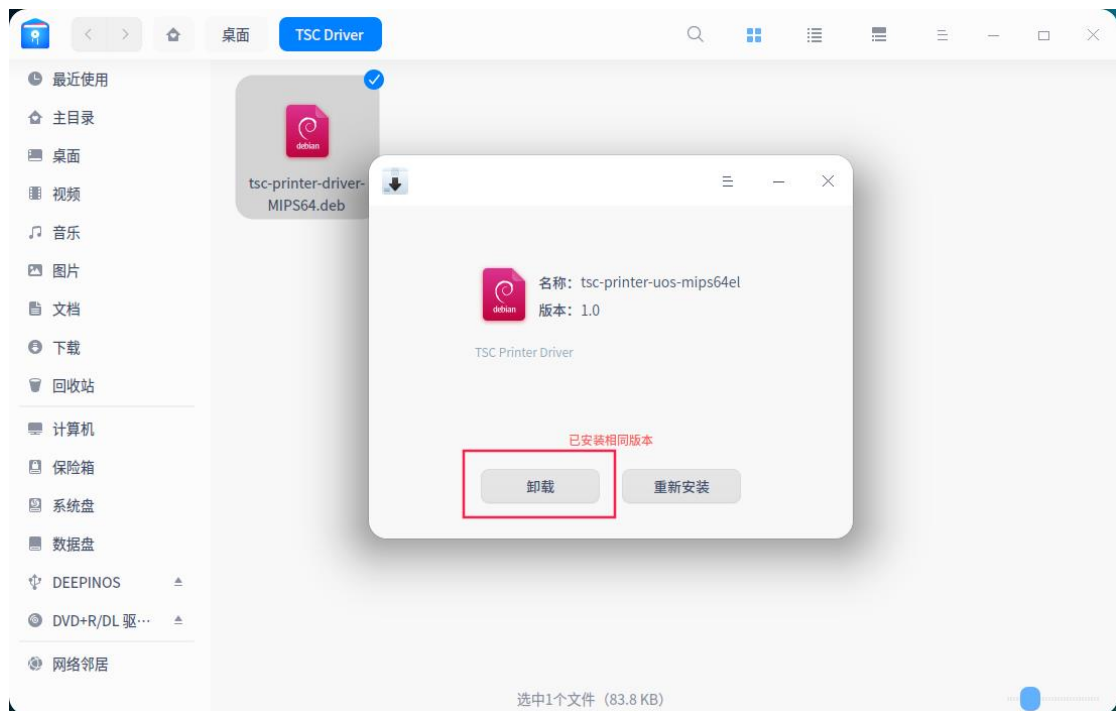 桌面
TSC Driver
最近使用
主目录
桌面
视频
音乐
图片
文档
下载
回收站
计算机
保险箱
系统盘
数据盘
DEEPINOS
DVD+R/DL 驱…
网络邻居
debian
tsc-printer-driver-
MIPS64.deb
debian
名称: tsc-printer-uos-mips64el
版本: 1.0
TSC Printer Driver
已安装相同版本
卸载
重新安装
选中1个文件 (83.8 KB)